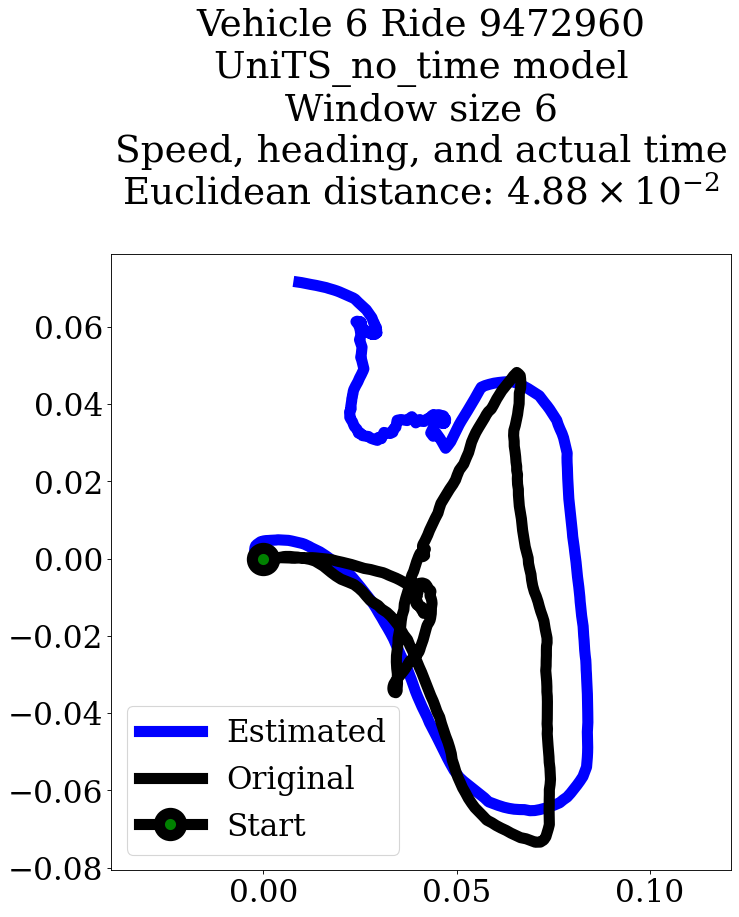 Vehicle 6 Ride 9472960
UniTS_no_time model
Window size 6
Speed, heading, and actual time
Euclidean distance: 4.88 × 10⁻²
0.06
0.04
0.02
0.00
−0.02
−0.04
−0.06
−0.08
Estimated
Original
Start
0.00 0.05 0.10